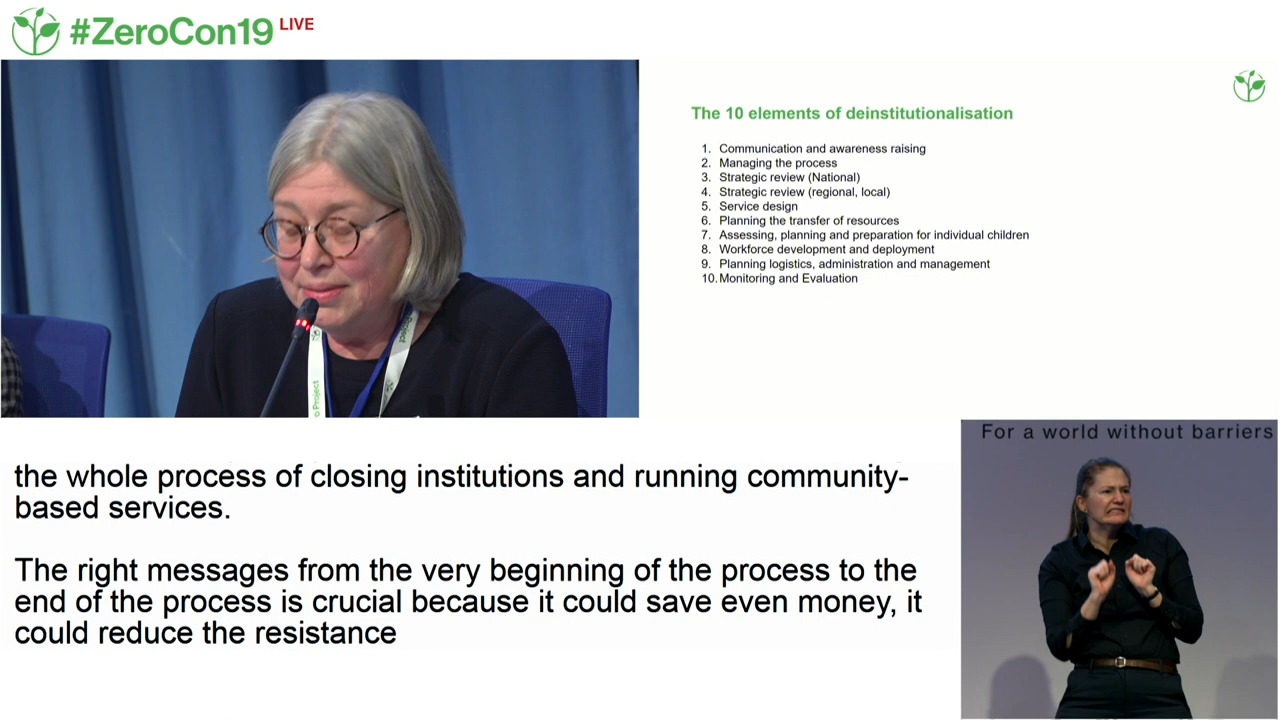 #ZeroCon19 LIVE
The 10 elements of deinstitutionalisation
1. Communication and awareness raising
2. Managing the process
3. Strategic review (National)
4. Strategic review (regional, local)
5. Service design
6. Planning the transfer of resources
7. Assessing, planning and preparation for individual children
8. Workforce development and deployment
9. Planning logistics, administration and management
10. Monitoring and Evaluation
o Project
Project
the whole process of closing institutions and running community-
based services.
The right messages from the very beginning of the process to the
end of the process is crucial because it could save even money, it
could reduce the resistance
For a world without barriers